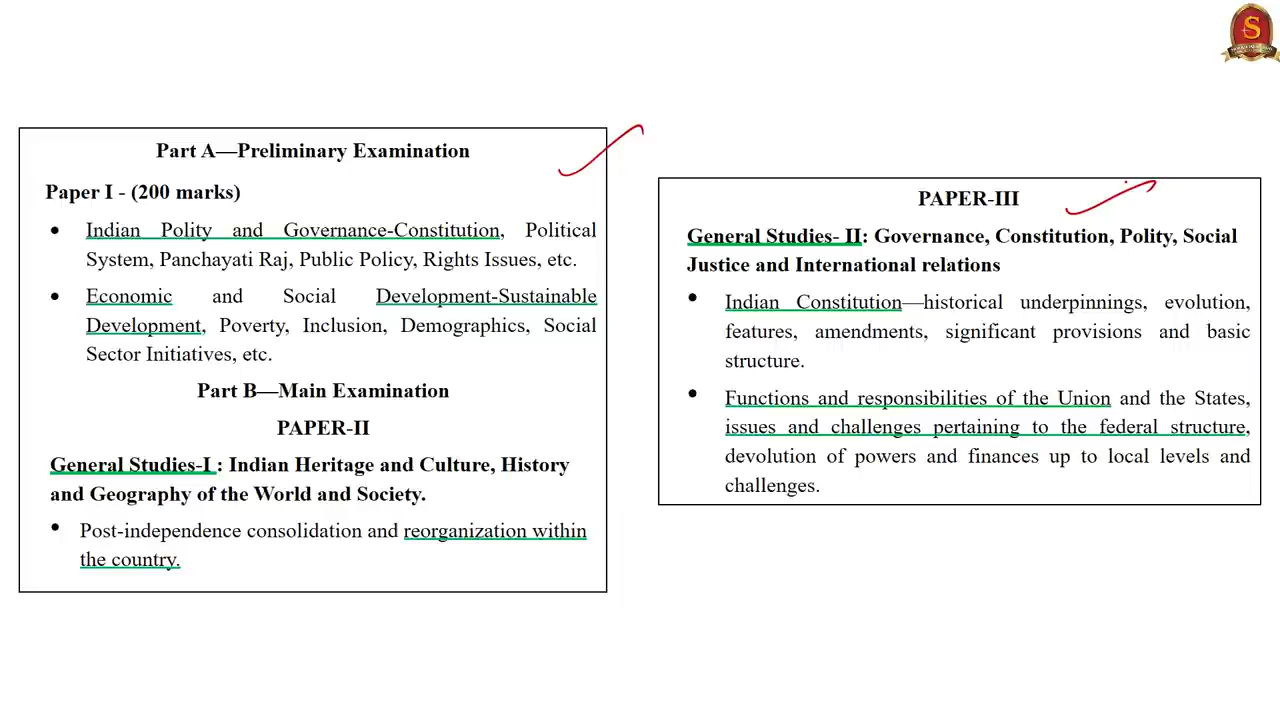 Part A—Preliminary Examination
Paper I - (200 marks)
• Indian Polity and Governance-Constitution, Political
System, Panchayati Raj, Public Policy, Rights Issues, etc.
• Economic and Social Development-Sustainable
Development, Poverty, Inclusion, Demographics, Social
Sector Initiatives, etc.
Part B—Main Examination
PAPER-II
General Studies-I : Indian Heritage and Culture, History
and Geography of the World and Society.
• Post-independence consolidation and reorganization within
the country.
PAPER-III
General Studies- II: Governance, Constitution, Polity, Social
Justice and International relations
• Indian Constitution—historical underpinnings, evolution,
features, amendments, significant provisions and basic
structure.
• Functions and responsibilities of the Union and the States,
issues and challenges pertaining to the federal structure,
devolution of powers and finances up to local levels and
challenges.
S